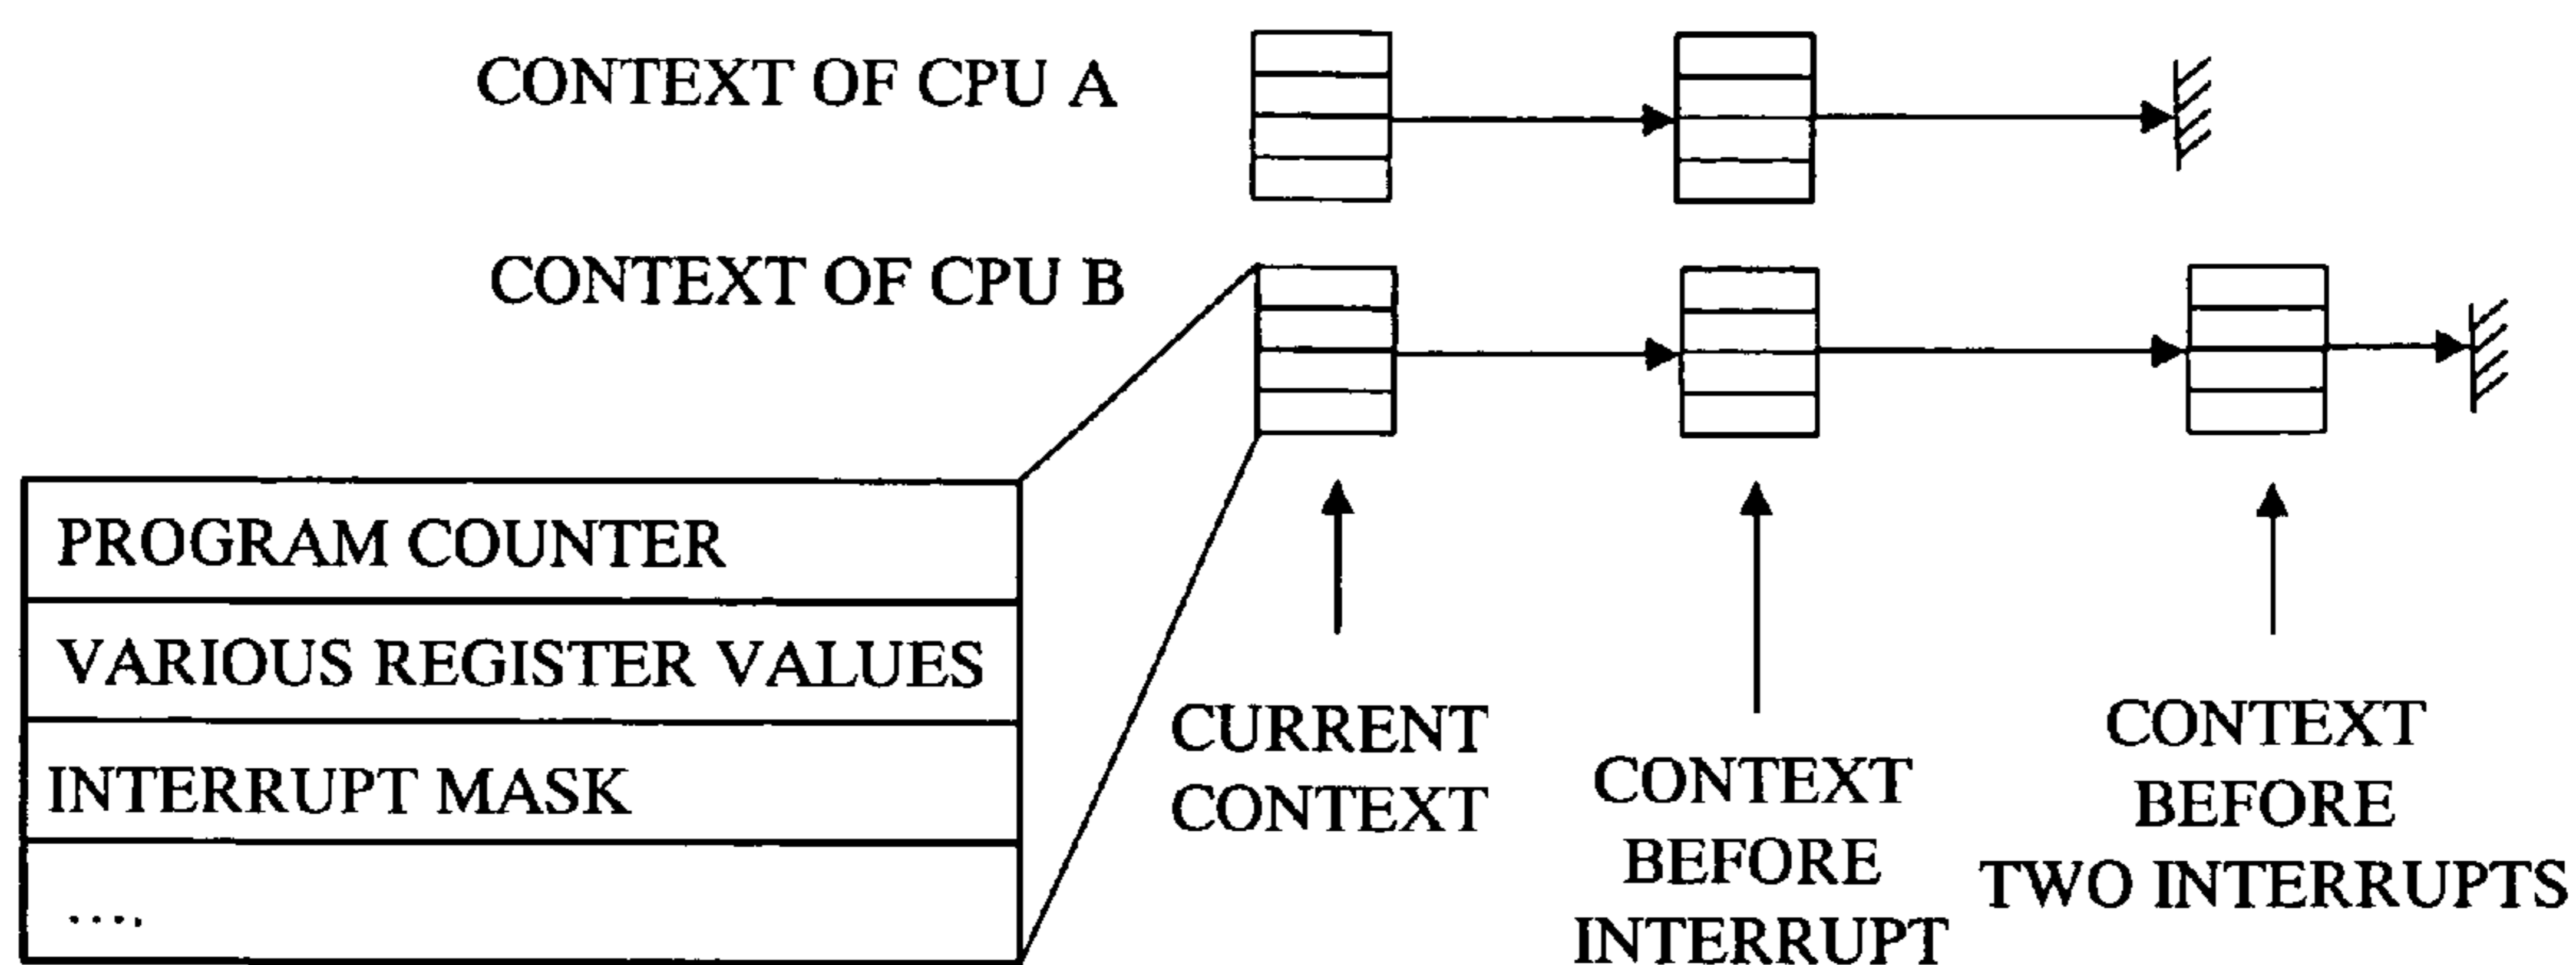 CONTEXT OF CPU A
CONTEXT OF CPU B
PROGRAM COUNTER
VARIOUS REGISTER VALUES
INTERRUPT MASK
....
CURRENT
CONTEXT
CONTEXT
BEFORE
INTERRUPT
CONTEXT
BEFORE
TWO INTERRUPTS